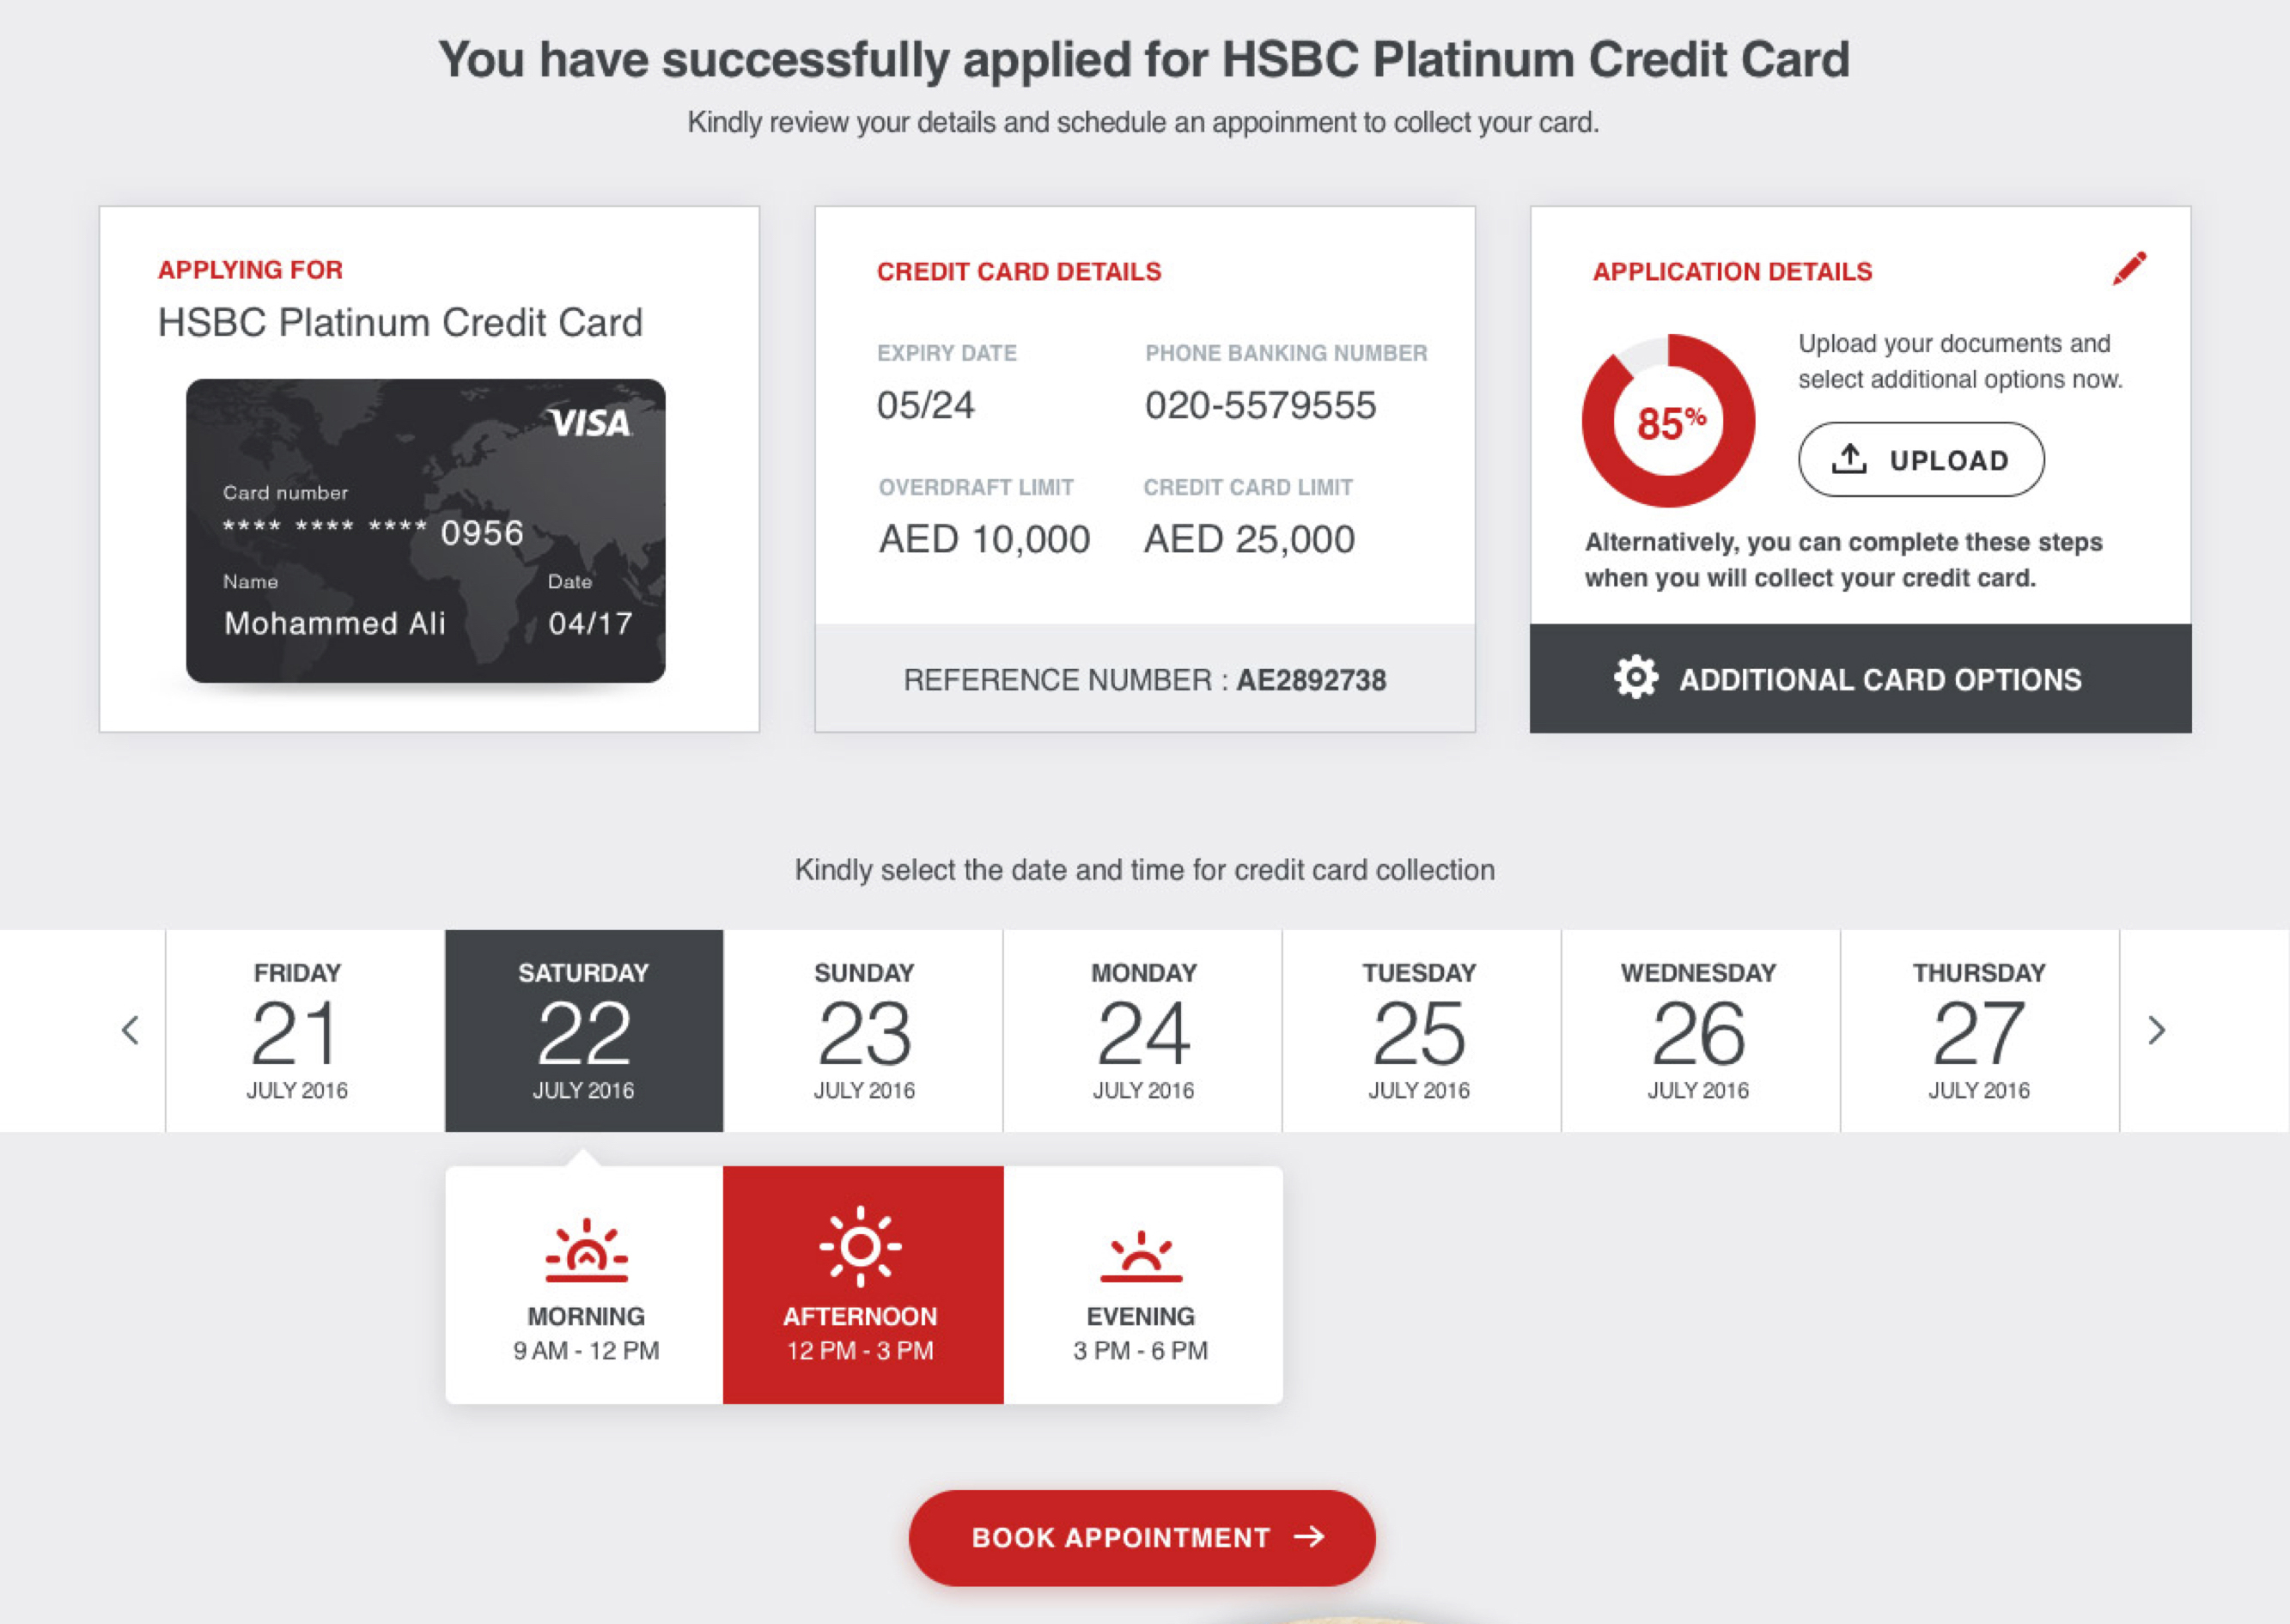 You have successfully applied for HSBC Platinum Credit Card
Kindly review your details and schedule an appoinment to collect your card.
APPLYING FOR
HSBC Platinum Credit Card
VISA
Card number
**** **** **** 0956
Name
Date
Mohammed Ali
04/17
CREDIT CARD DETAILS
EXPIRY DATE
PHONE BANKING NUMBER
05/24
020-5579555
OVERDRAFT LIMIT
CREDIT CARD LIMIT
AED 10,000
AED 25,000
REFERENCE NUMBER : AE2892738
APPLICATION DETAILS
85%
Upload your documents and
select additional options now.
UPLOAD
Alternatively, you can complete these steps
when you will collect your credit card.
ADDITIONAL CARD OPTIONS
Kindly select the date and time for credit card collection
FRIDAY
21
JULY 2016
SATURDAY
22
JULY 2016
SUNDAY
23
JULY 2016
MONDAY
24
JULY 2016
TUESDAY
25
JULY 2016
WEDNESDAY
26
JULY 2016
THURSDAY
27
JULY 2016
MORNING
9 AM - 12 PM
AFTERNOON
12 PM - 3 PM
EVENING
3 PM - 6 PM
BOOK APPOINTMENT